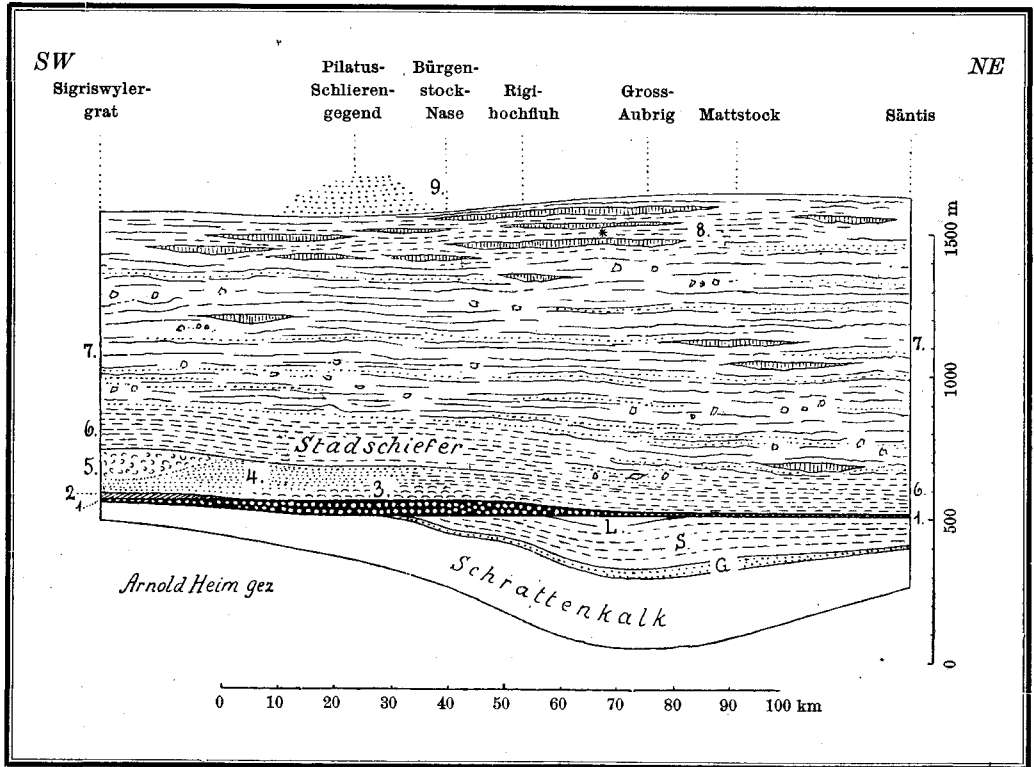 SW
NE
Sigriswyler-
grat
Pilatus-
Schlieren-
gegend
Bürgen-
stock-
Nase
Rigi-
hochfluh
Gross-
Aubrig
Mattstock
Säntis
9.
8.
1500 m
7.
7.
1000
6.
Stadschiefer
5.
4.
6.
2.
3.
1.
1.
500
L
S
G
Schrattenkalk
Arnold Heim gez
0
0 10 20 30 40 50 60 70 80 90 100 km